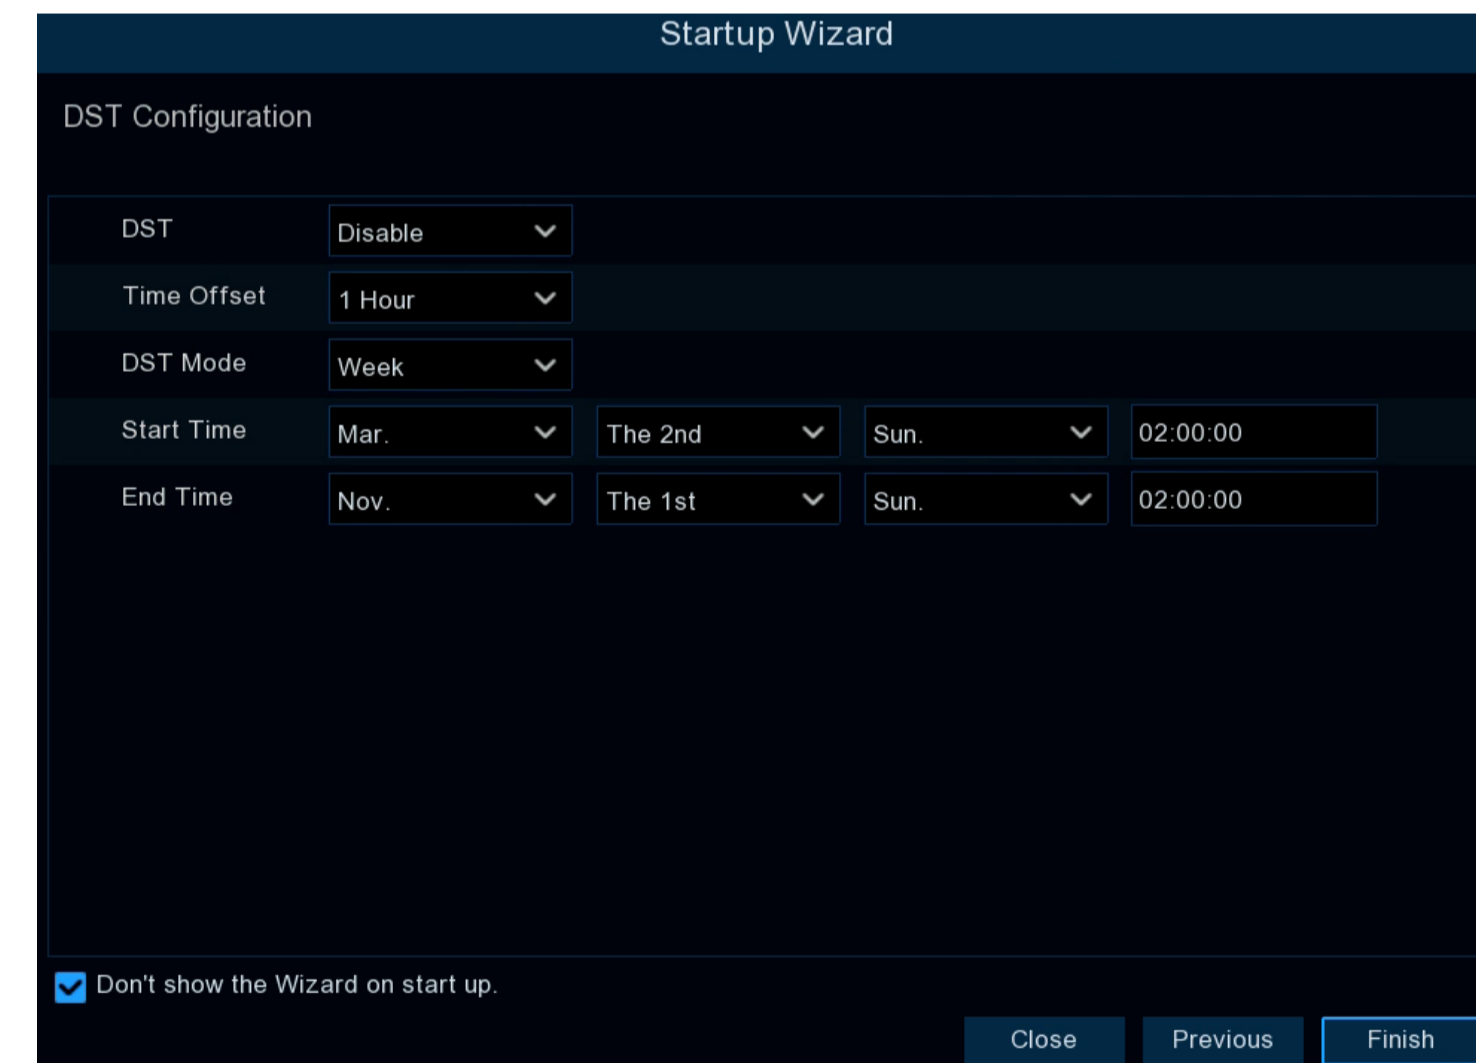 Startup Wizard
DST Configuration
DST Disable
Time Offset 1 Hour
DST Mode Week
Start Time Mar. The 2nd Sun. 02:00:00
End Time Nov. The 1st Sun. 02:00:00
Don't show the Wizard on start up.
Close Previous Finish